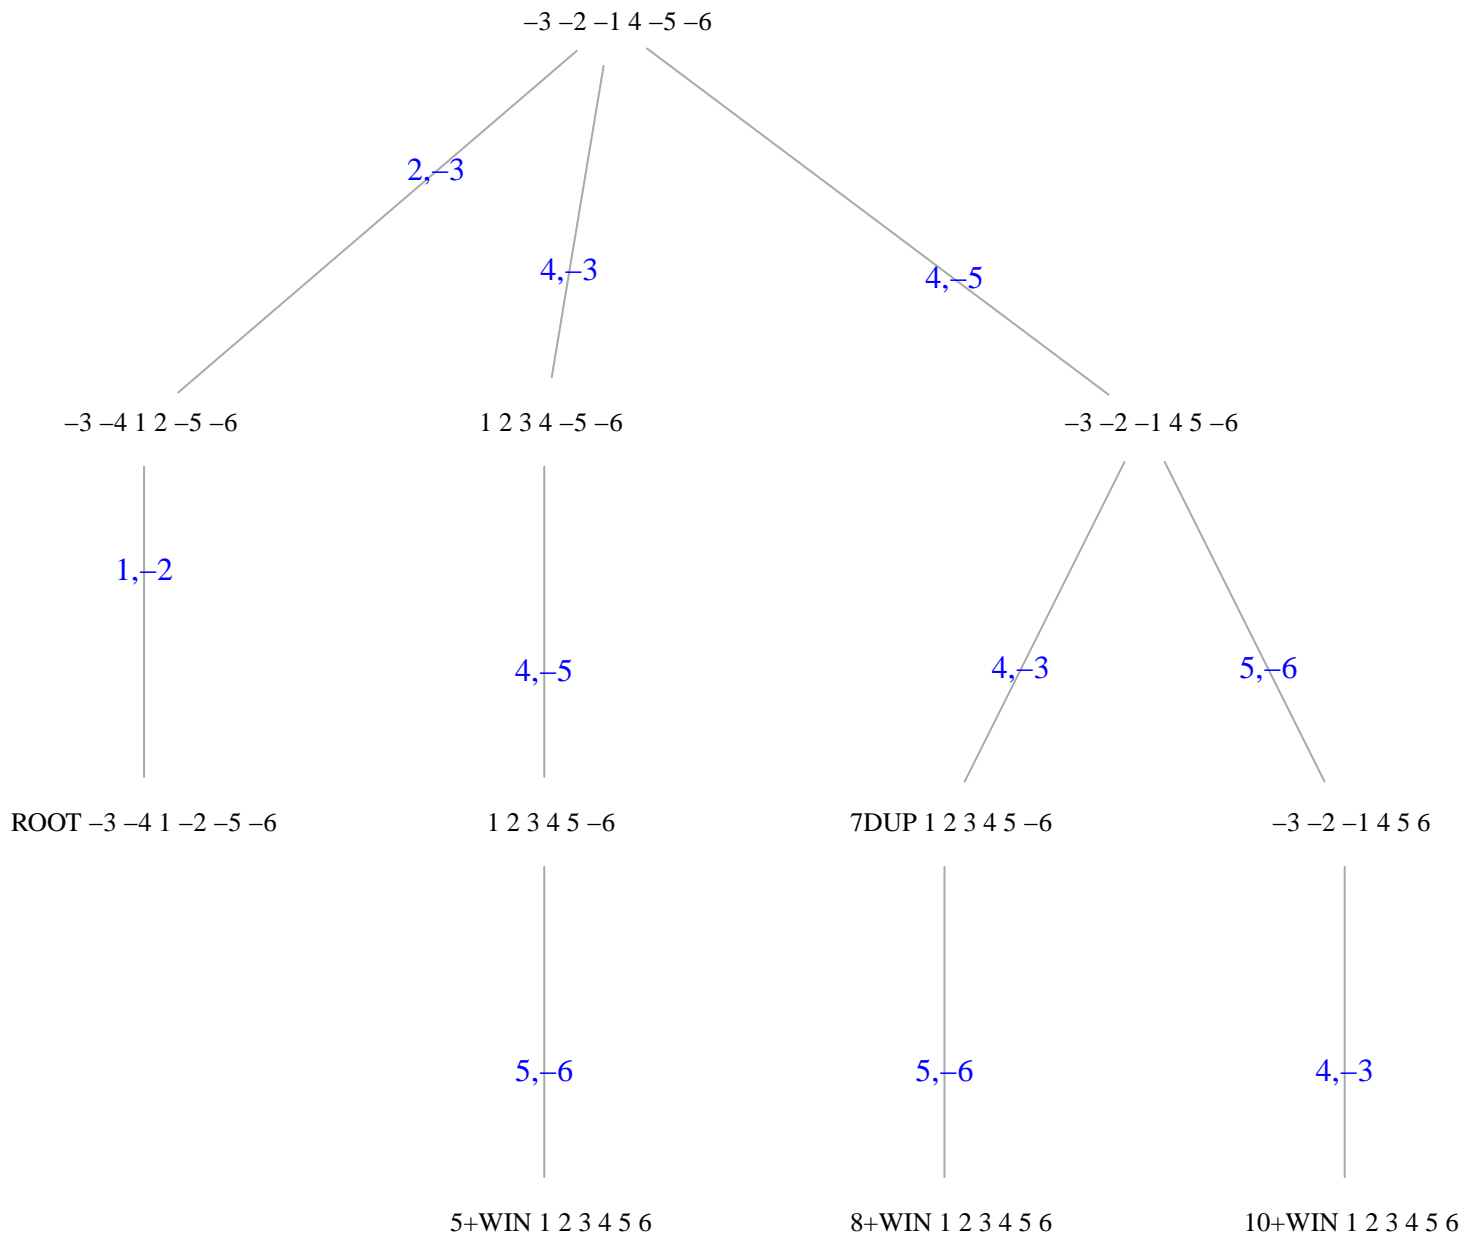 –3 –2 –1 4 –5 –6
2,–3
4,–3
4,–5
–3 –4 1 2 –5 –6
1 2 3 4 –5 –6
–3 –2 –1 4 5 –6
1,–2
4,–5
4,–3
5,–6
ROOT –3 –4 1 –2 –5 –6
1 2 3 4 5 –6
7DUP 1 2 3 4 5 –6
–3 –2 –1 4 5 6
5,–6
5,–6
4,–3
5+WIN 1 2 3 4 5 6
8+WIN 1 2 3 4 5 6
10+WIN 1 2 3 4 5 6